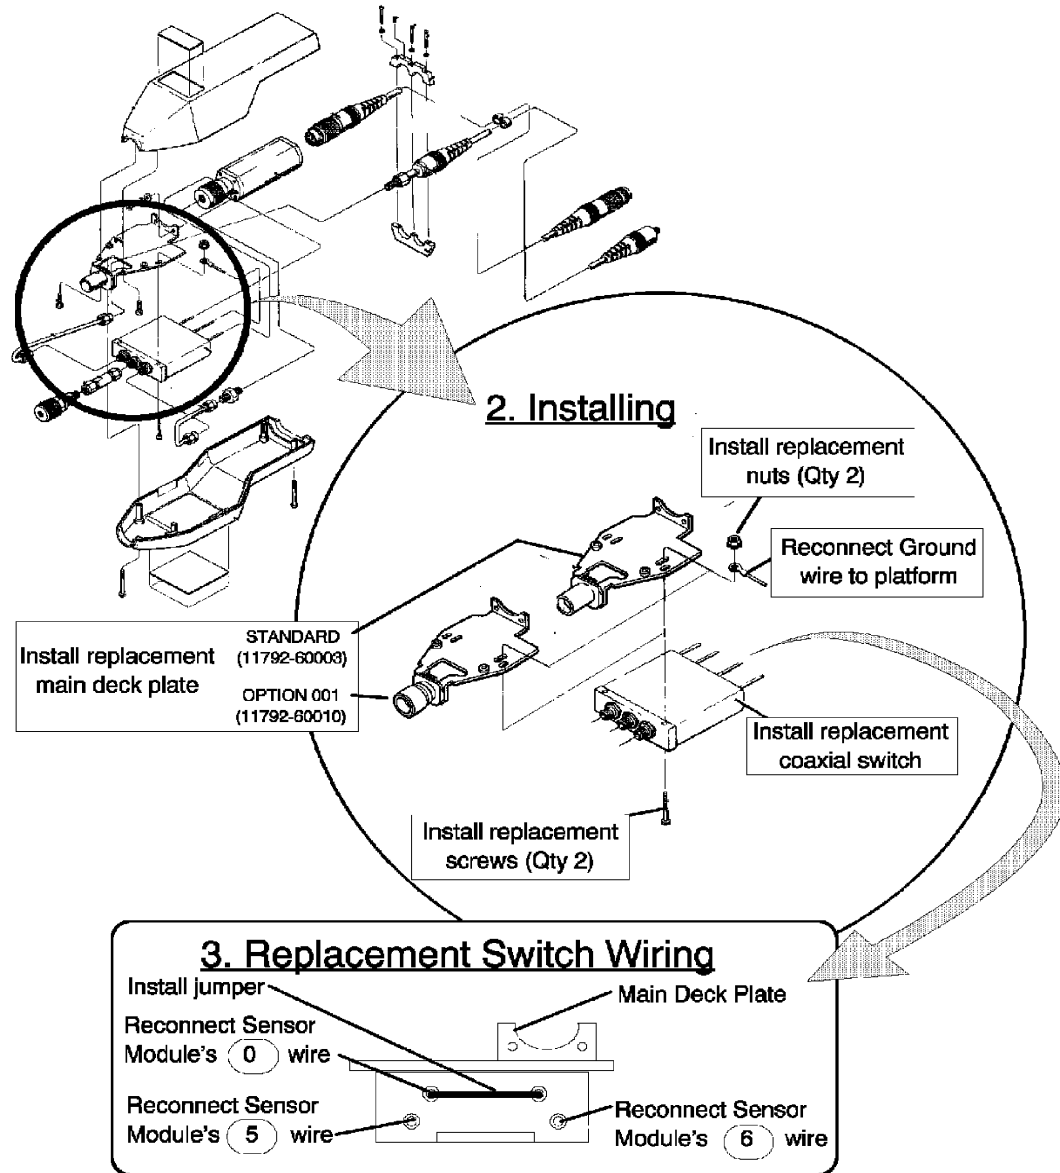 2. Installing
Install replacement
nuts (Qty 2)
Reconnect Ground
wire to platform
Install replacement
main deck plate
STANDARD
(11792-60003)
OPTION 001
(11792-60010)
Install replacement
coaxial switch
Install replacement
screws (Qty 2)
3. Replacement Switch Wiring
Install jumper
Main Deck Plate
Reconnect Sensor
Module's 0 wire
Reconnect Sensor
Module's 5 wire
Reconnect Sensor
Module's 6 wire